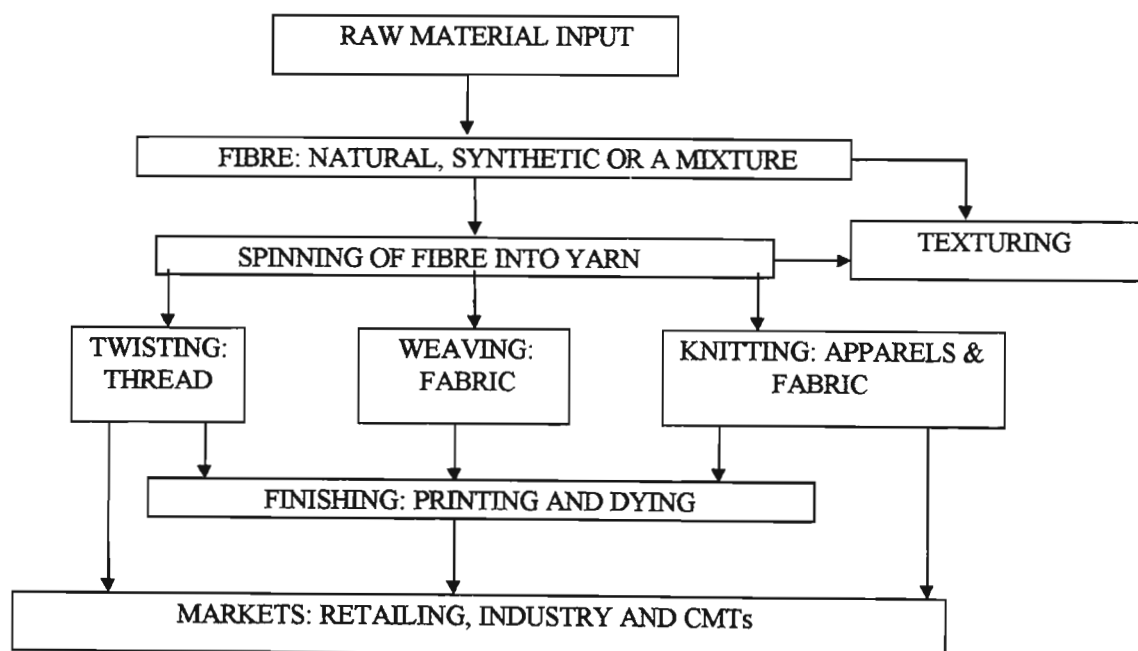 RAW MATERIAL INPUT
FIBRE: NATURAL, SYNTHETIC OR A MIXTURE
TEXTURING
SPINNING OF FIBRE INTO YARN
TWISTING:
THREAD
WEAVING:
FABRIC
KNITTING: APPARELS &
FABRIC
FINISHING: PRINTING AND DYING
MARKETS: RETAILING, INDUSTRY AND CMTs